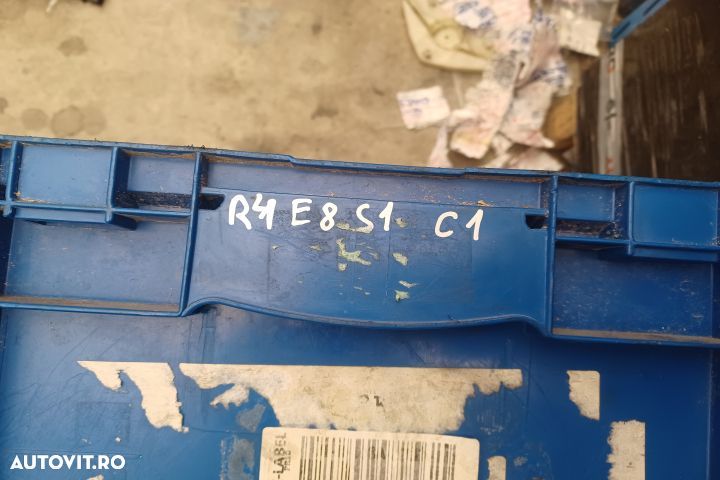 R4 E8 S1 C1
-LABEL
AUTOVIT.RO